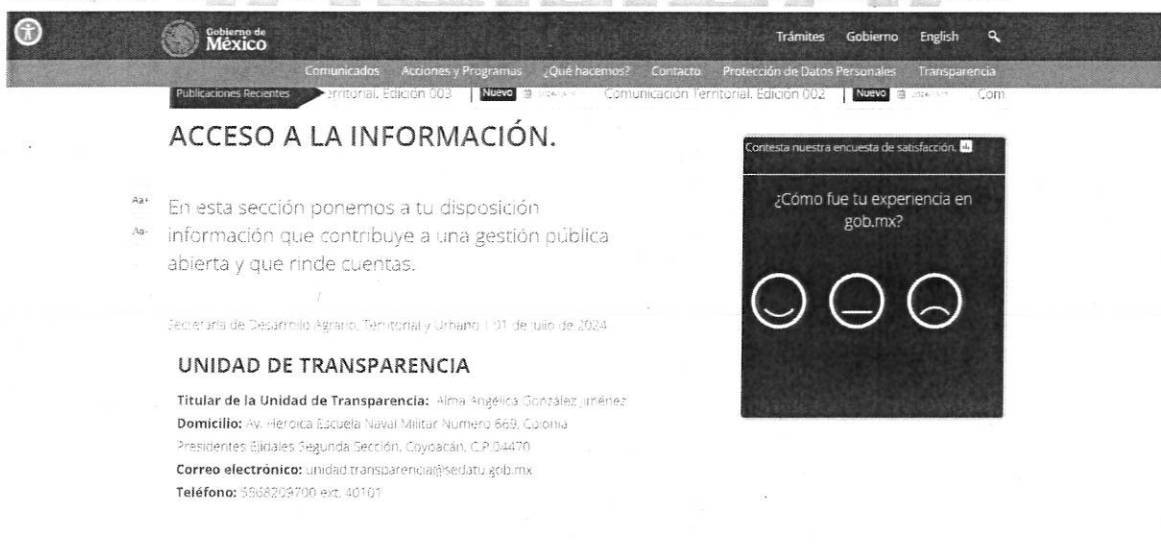 Gobierno de
México
Trámites Gobierno English
Comunicados Acciones y Programas ¿Qué hacemos? Contacto Protección de Datos Personales Transparencia
Publicaciones Recientes erritorial. Edición 003 Nuevo Comunicación Territorial. Edición 002 Nuevo Com
ACCESO A LA INFORMACIÓN.
Contesta nuestra encuesta de satisfacción.
¿Cómo fue tu experiencia en
gob.mx?
Aa+
Aa-
En esta sección ponemos a tu disposición
información que contribuye a una gestión pública
abierta y que rinde cuentas.
Secretaría de Desarrollo Agrario, Territorial y Urbano | 01 de julio de 2024
UNIDAD DE TRANSPARENCIA
Titular de la Unidad de Transparencia: Alma Angélica González Jiménez
Domicilio: Av. Heroica Escuela Naval Militar Número 669, Colonia
Presidentes Ejidales Segunda Sección, Coyoacán, C.P.04470
Correo electrónico: unidad.transparencia@sedatu.gob.mx
Teléfono: 5568209700 ext. 40101